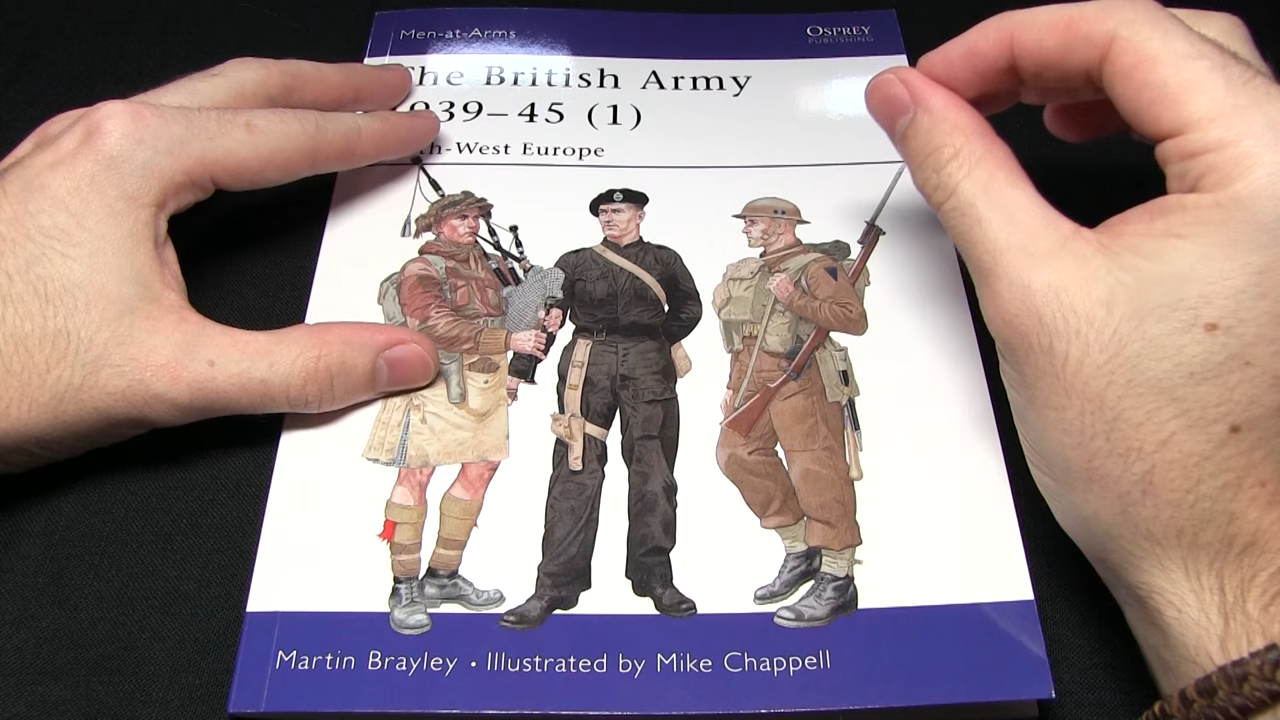 Men-at-Arms
OSPREY
PUBLISHING
The British Army
1939–45 (1)
th-West Europe
Martin Brayley • Illustrated by Mike Chappell